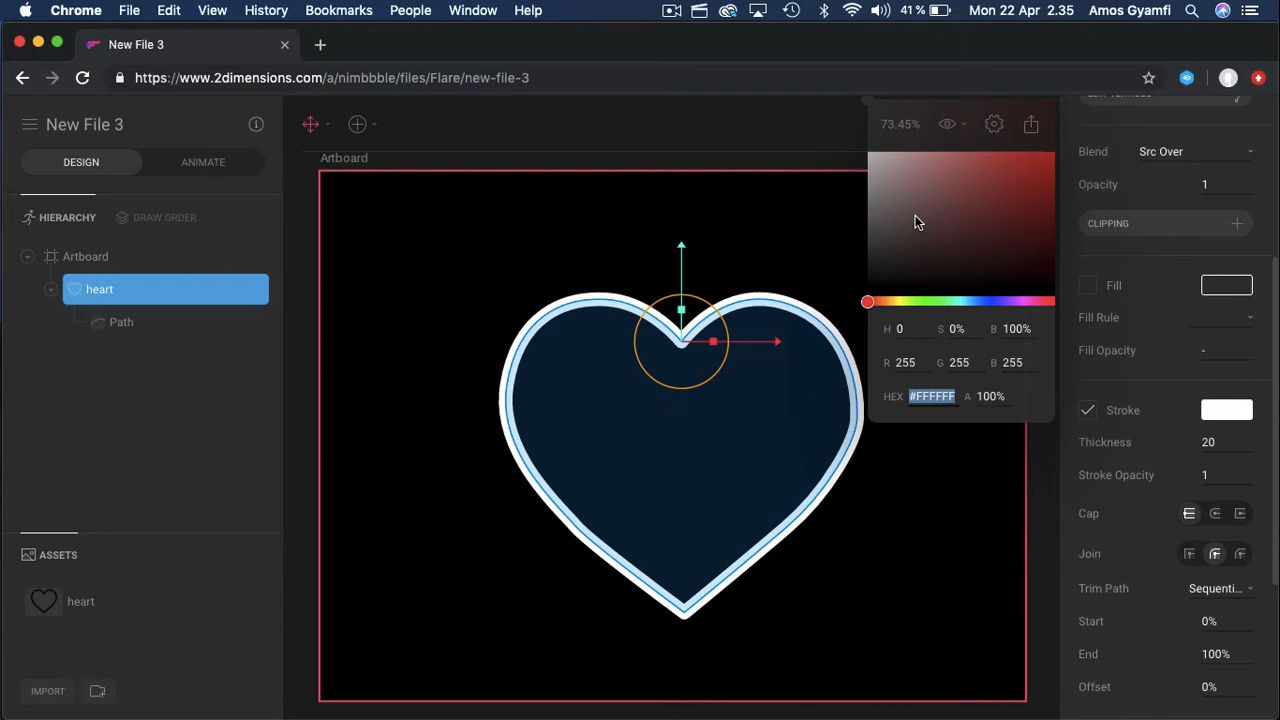 Chrome File Edit View History Bookmarks People Window Help 41% Mon 22 Apr 2.35 Amos Gyamfi
New File 3
https://www.2dimensions.com/a/nimbbble/files/Flare/new-file-3
New File 3
73.45%
DESIGN ANIMATE
Artboard
Blend Src Over
Opacity 1
HIERARCHY DRAW ORDER
CLIPPING
Artboard
heart
Fill
Path
Fill Rule
H 0 S 0% B 100%
Fill Opacity -
R 255 G 255 B 255
HEX #FFFFFF A 100%
Stroke
Thickness 20
Stroke Opacity 1
Cap
ASSETS
Join
Trim Path Sequenti...
heart
Start 0%
End 100%
IMPORT
Offset 0%